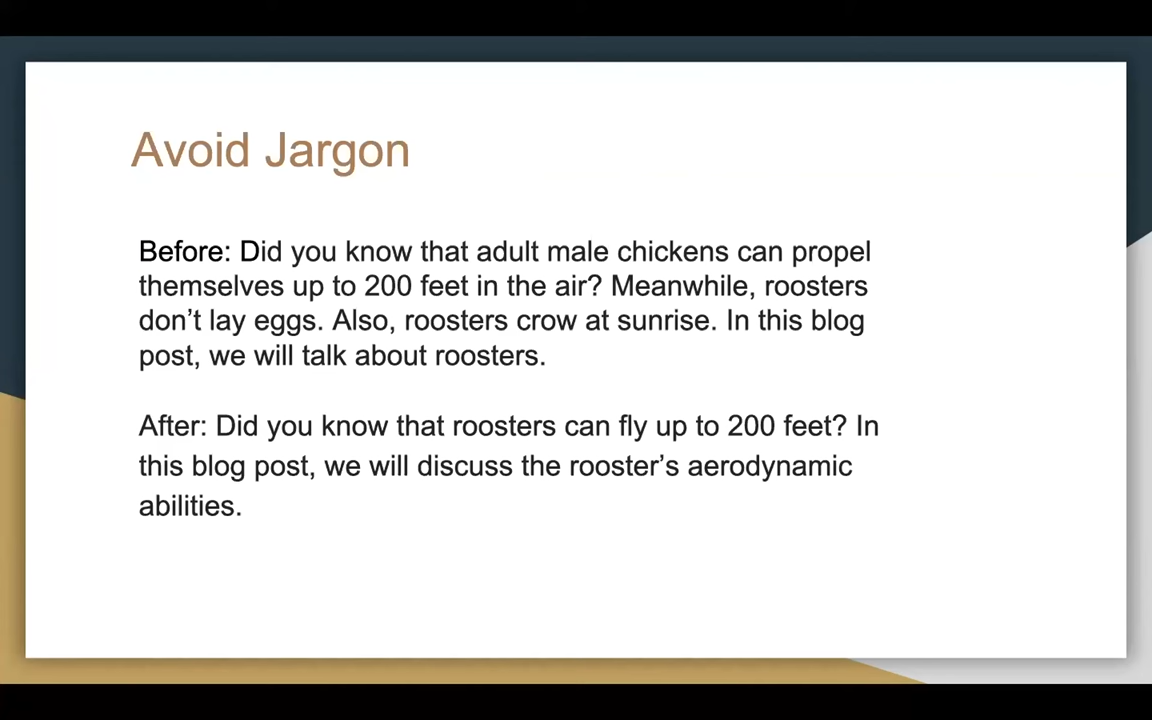 Avoid Jargon
Before: Did you know that adult male chickens can propel
themselves up to 200 feet in the air? Meanwhile, roosters
don’t lay eggs. Also, roosters crow at sunrise. In this blog
post, we will talk about roosters.
After: Did you know that roosters can fly up to 200 feet? In
this blog post, we will discuss the rooster’s aerodynamic
abilities.